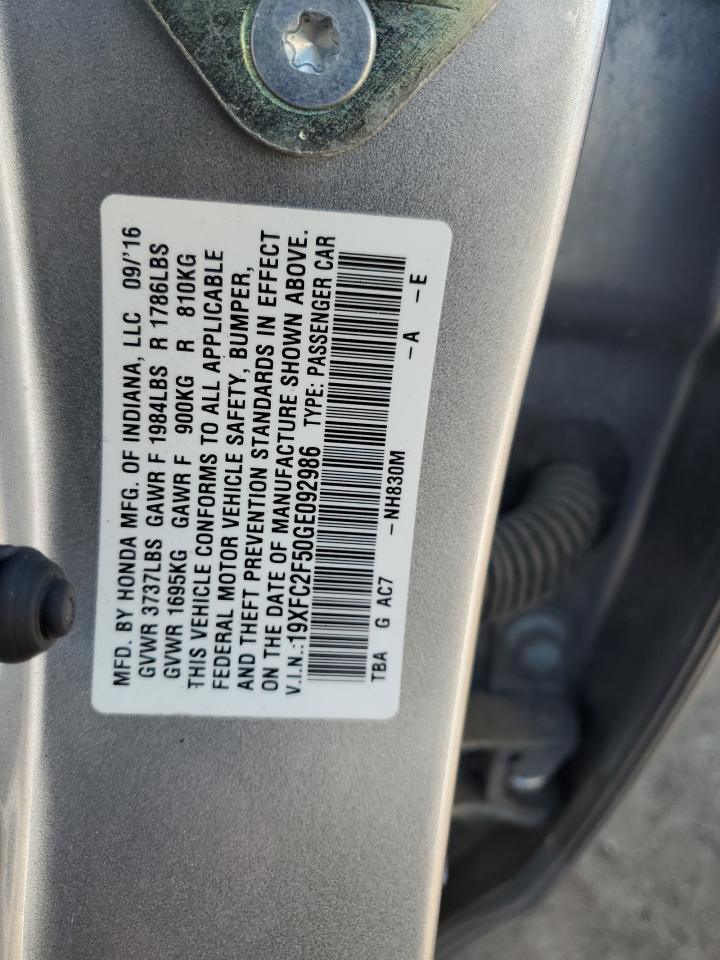 MFD. BY HONDA MFG. OF INDIANA, LLC 09/'16
GVWR 3737LBS GAWR F 1984LBS R 1786LBS
GVWR 1695KG GAWR F 900KG R 810KG
THIS VEHICLE CONFORMS TO ALL APPLICABLE
FEDERAL MOTOR VEHICLE SAFETY, BUMPER,
AND THEFT PREVENTION STANDARDS IN EFFECT
ON THE DATE OF MANUFACTURE SHOWN ABOVE.
V.I.N.:19XFC2F50GE092986 TYPE: PASSENGER CAR
TBA G AC7 -NH830M -A -E